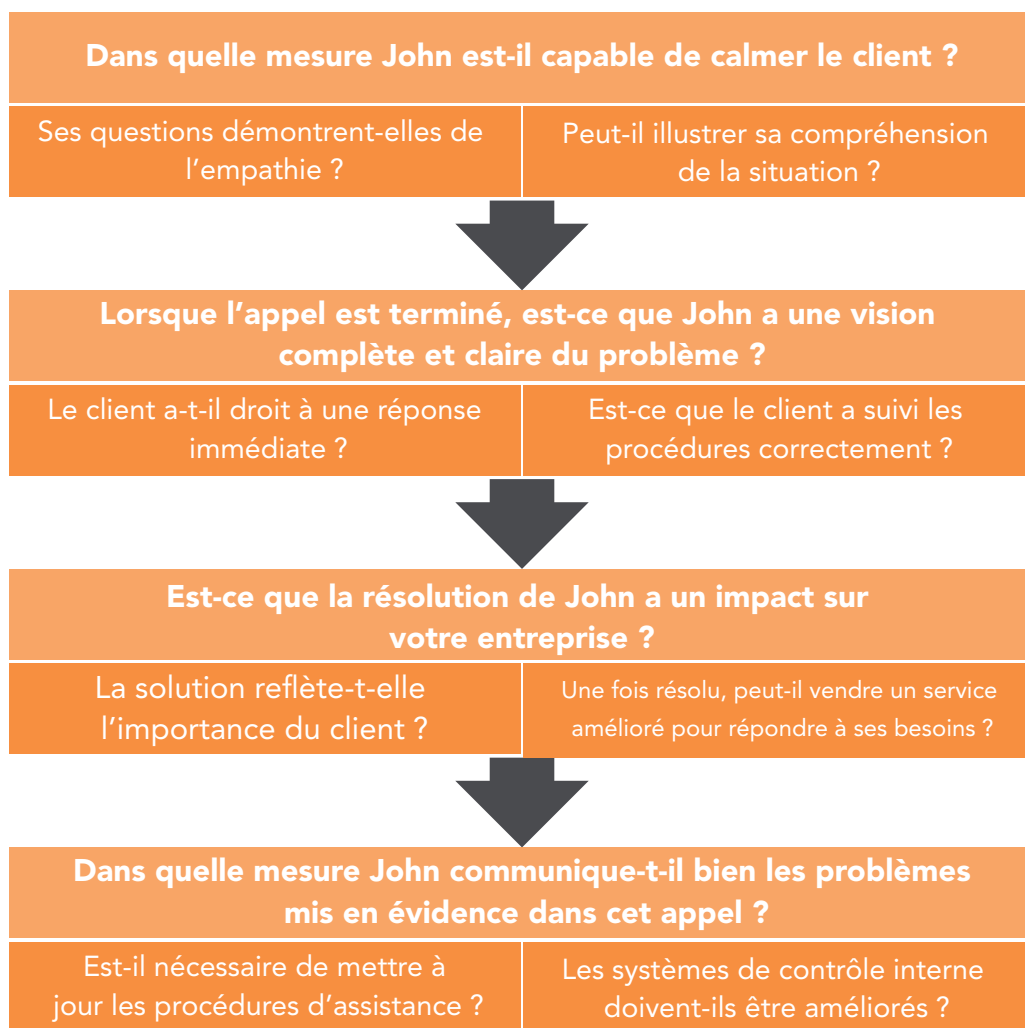 Dans quelle mesure John est-il capable de calmer le client ?
Ses questions démontrent-elles de
l’empathie ?
Peut-il illustrer sa compréhension
de la situation ?
Lorsque l’appel est terminé, est-ce que John a une vision
complète et claire du problème ?
Le client a-t-il droit à une réponse
immédiate ?
Est-ce que le client a suivi les
procédures correctement ?
Est-ce que la résolution de John a un impact sur
votre entreprise ?
La solution reflète-t-elle
l’importance du client ?
Une fois résolu, peut-il vendre un service
amélioré pour répondre à ses besoins ?
Dans quelle mesure John communique-t-il bien les problèmes
mis en évidence dans cet appel ?
Est-il nécessaire de mettre à
jour les procédures d’assistance ?
Les systèmes de contrôle interne
doivent-ils être améliorés ?